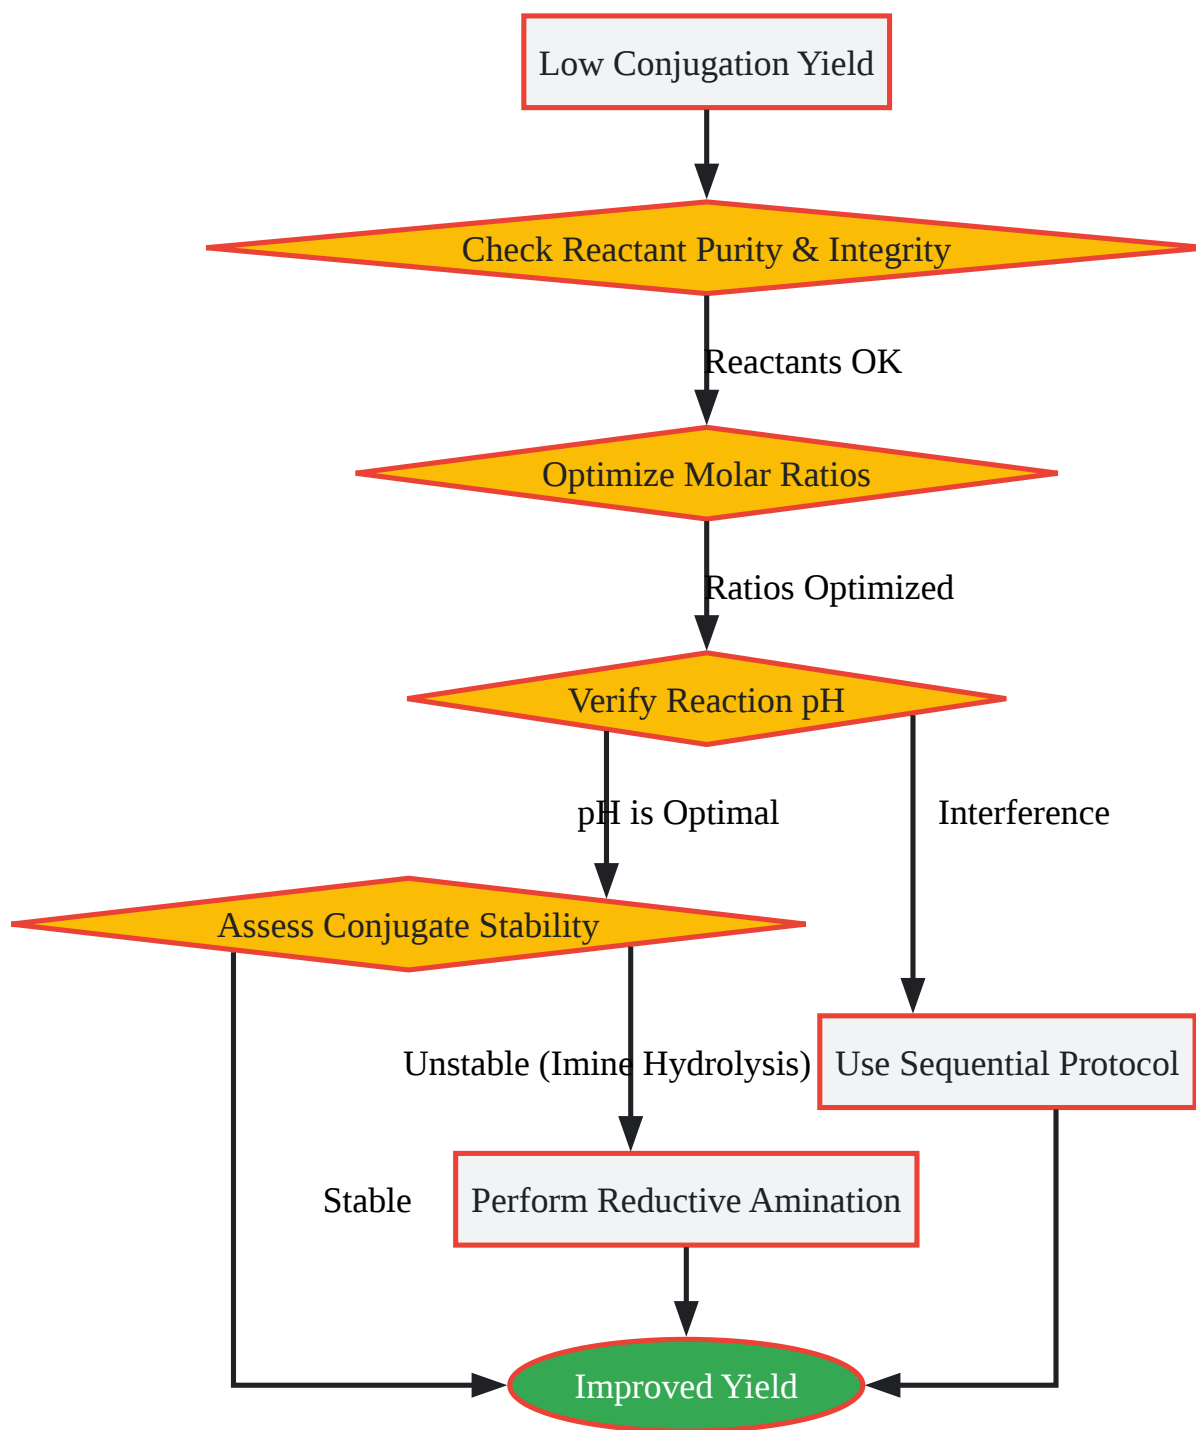 Low Conjugation Yield
Check Reactant Purity & Integrity
Reactants OK
Optimize Molar Ratios
Ratios Optimized
Verify Reaction pH
pH is Optimal
Interference
Assess Conjugate Stability
Unstable (Imine Hydrolysis)
Use Sequential Protocol
Stable
Perform Reductive Amination
Improved Yield